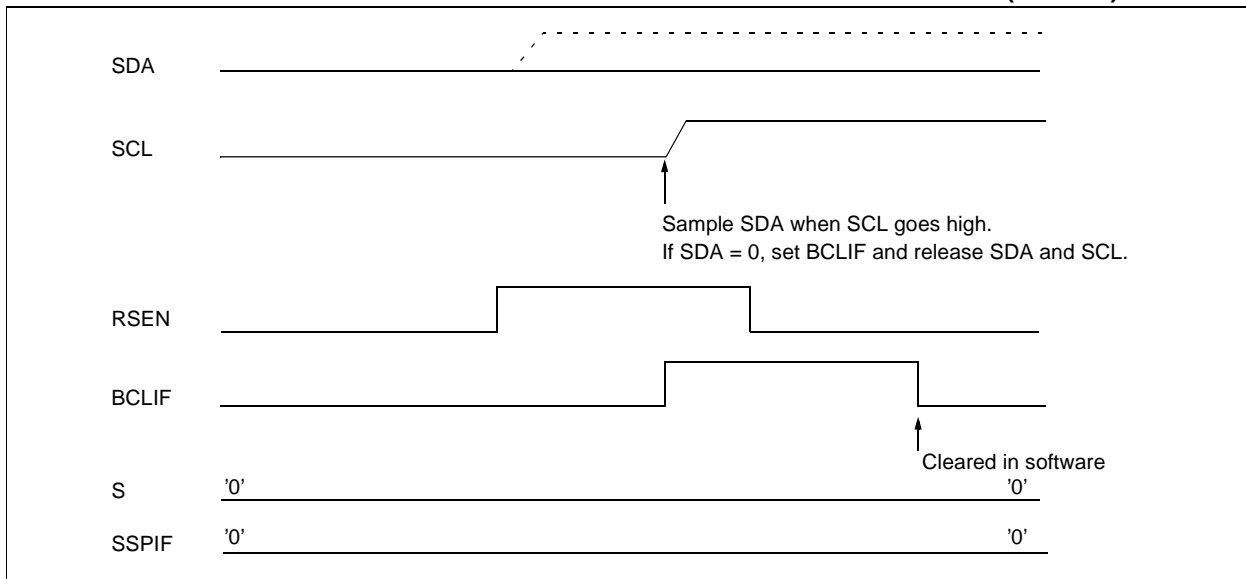 SDA
SCL
Sample SDA when SCL goes high.
If SDA = 0, set BCLIF and release SDA and SCL.
RSEN
BCLIF
Cleared in software
S '0' '0'
SSPIF '0' '0'